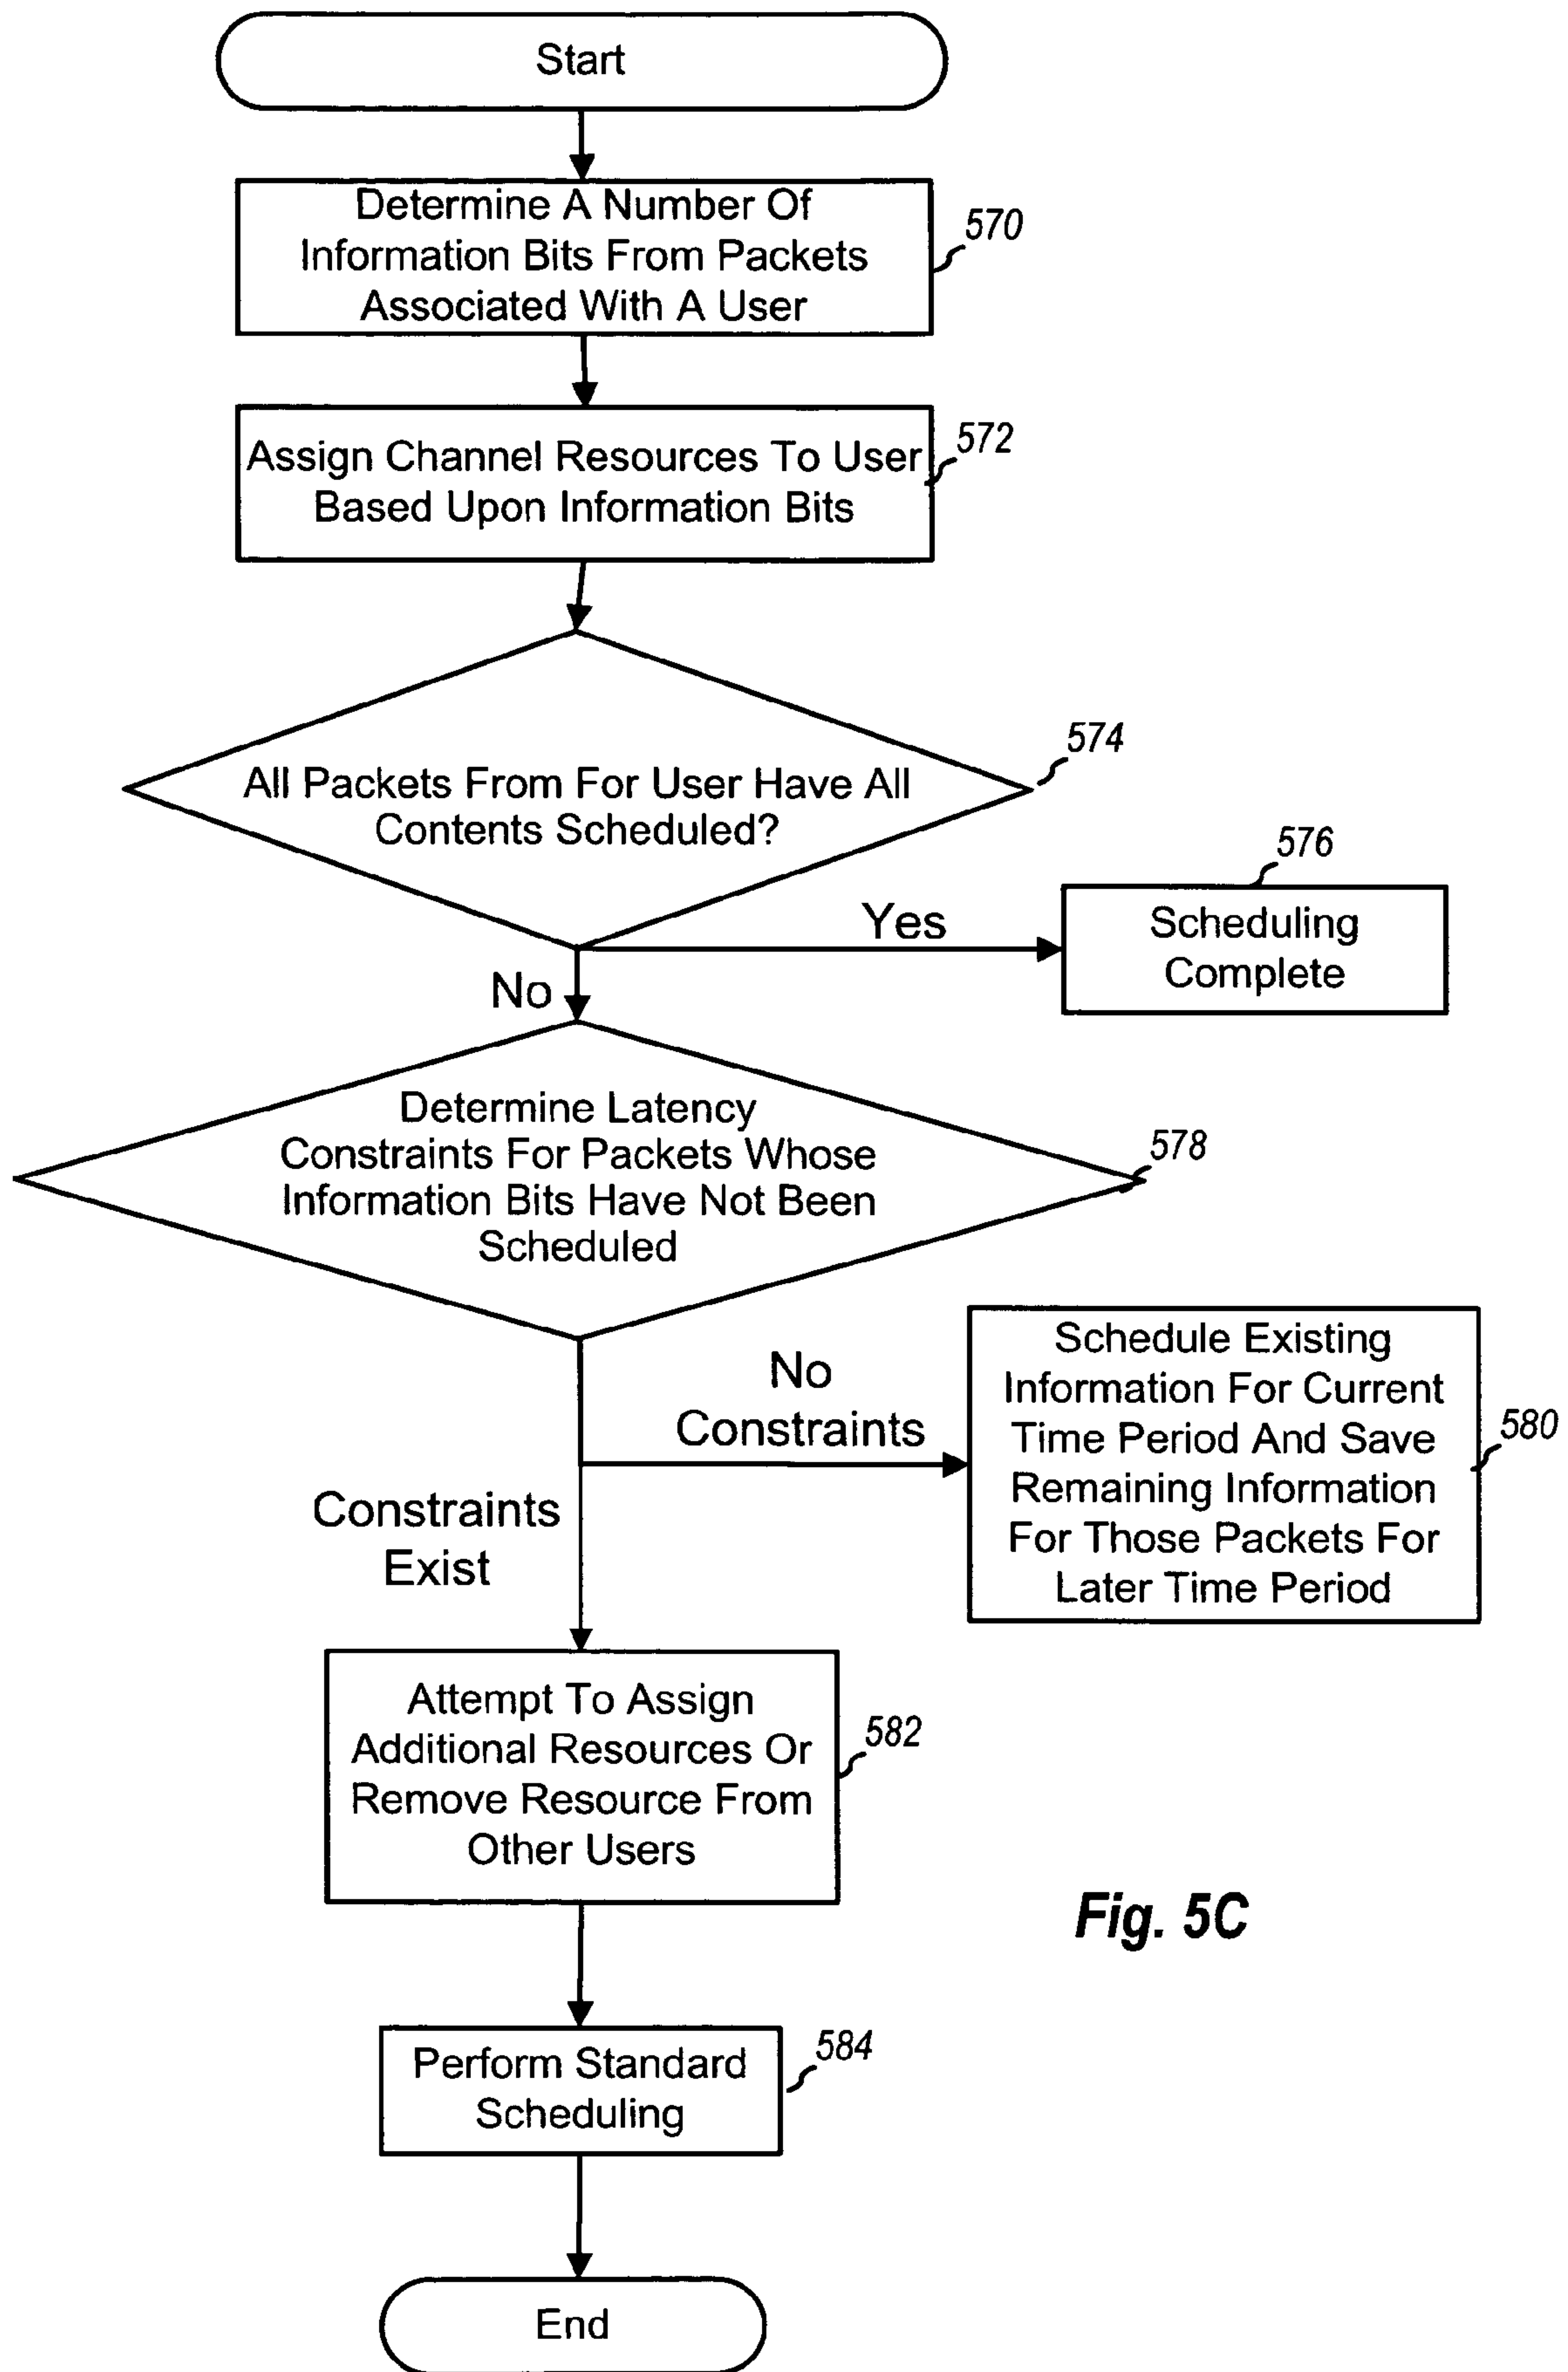 Start
Determine A Number Of
Information Bits From Packets
Associated With A User
570
Assign Channel Resources To User
Based Upon Information Bits
572
All Packets From For User Have All
Contents Scheduled?
574
Yes
576
Scheduling
Complete
No
Determine Latency
Constraints For Packets Whose
Information Bits Have Not Been
Scheduled
578
No
Constraints
Schedule Existing
Information For Current
Time Period And Save
Remaining Information
For Those Packets For
Later Time Period
580
Constraints
Exist
Attempt To Assign
Additional Resources Or
Remove Resource From
Other Users
582
Fig. 5C
Perform Standard
Scheduling
584
End